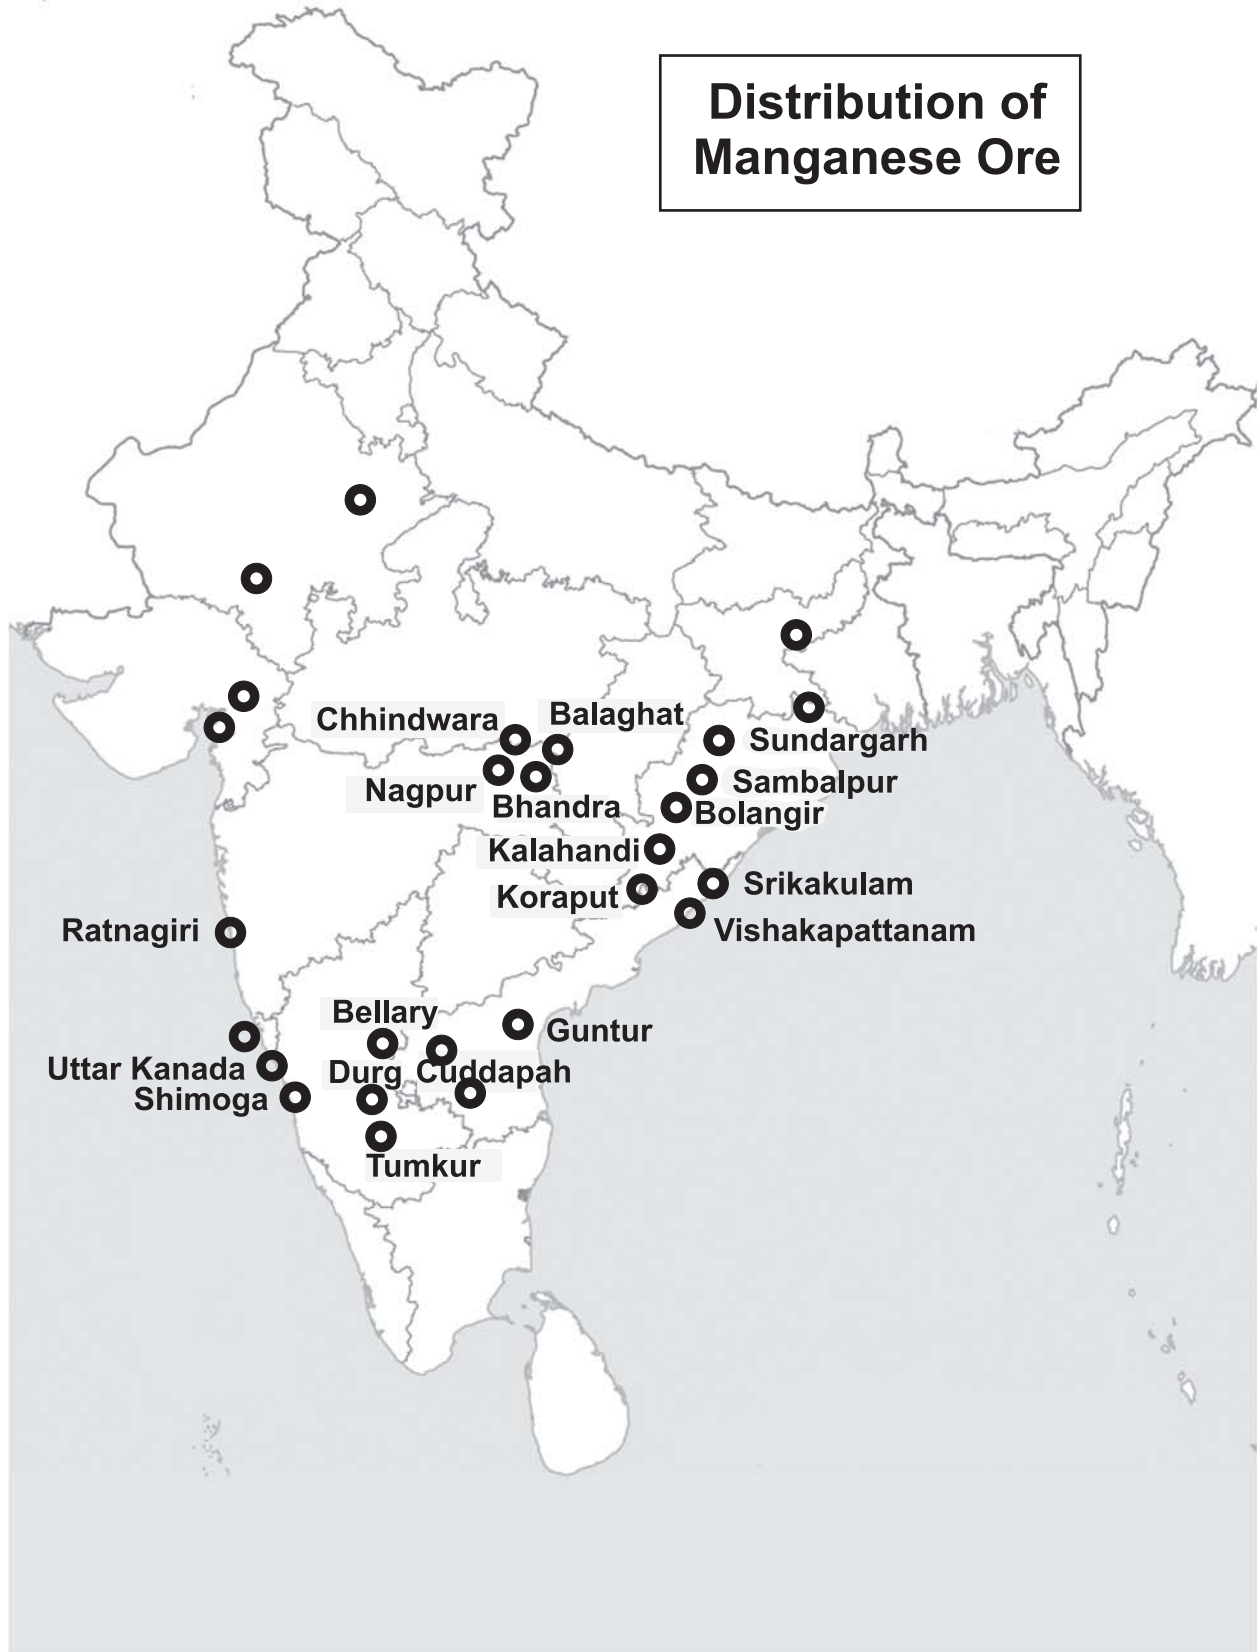 Distribution of
Manganese Ore
Chhindwara
Balaghat
Sundargarh
Nagpur
Bhandra
Sambalpur
Bolangir
Kalahandi
Koraput
Srikakulam
Ratnagiri
Vishakapattanam
Bellary
Guntur
Uttar Kanada
Durg
Cuddapah
Shimoga
Tumkur